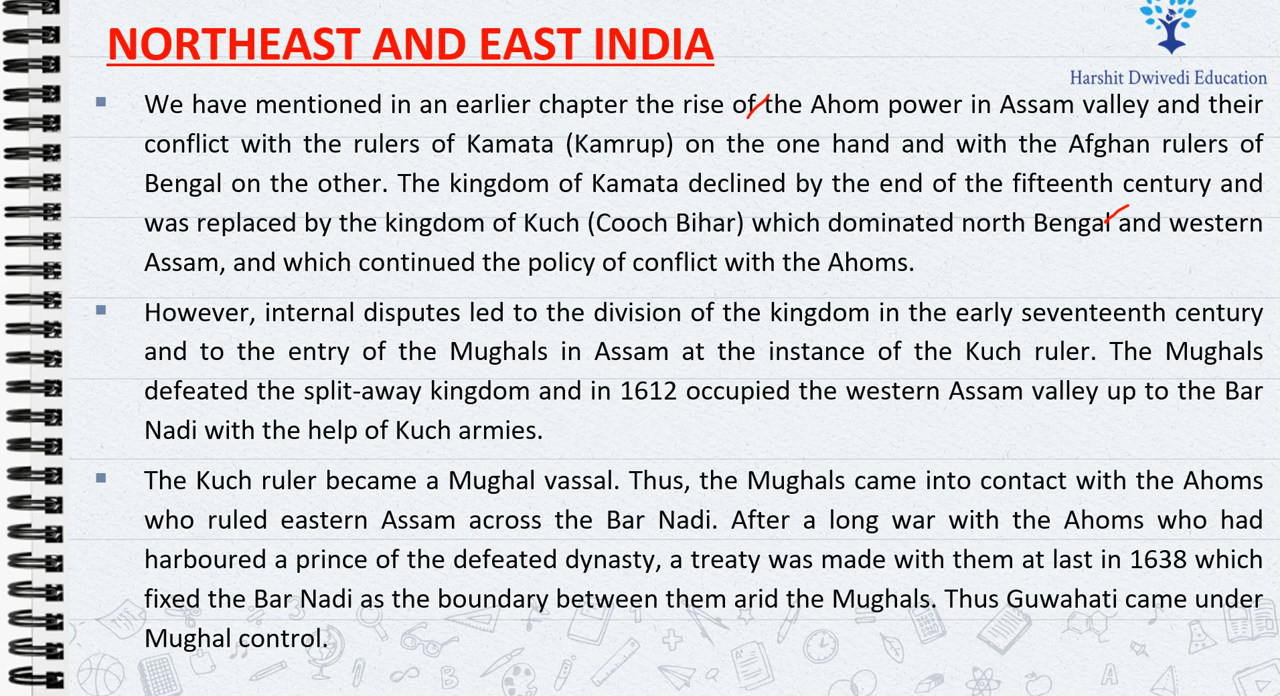 NORTHEAST AND EAST INDIA
Harshit Dwivedi Education
▪ We have mentioned in an earlier chapter the rise of the Ahom power in Assam valley and their
conflict with the rulers of Kamata (Kamrup) on the one hand and with the Afghan rulers of
Bengal on the other. The kingdom of Kamata declined by the end of the fifteenth century and
was replaced by the kingdom of Kuch (Cooch Bihar) which dominated north Bengal and western
Assam, and which continued the policy of conflict with the Ahoms.
▪ However, internal disputes led to the division of the kingdom in the early seventeenth century
and to the entry of the Mughals in Assam at the instance of the Kuch ruler. The Mughals
defeated the split-away kingdom and in 1612 occupied the western Assam valley up to the Bar
Nadi with the help of Kuch armies.
▪ The Kuch ruler became a Mughal vassal. Thus, the Mughals came into contact with the Ahoms
who ruled eastern Assam across the Bar Nadi. After a long war with the Ahoms who had
harboured a prince of the defeated dynasty, a treaty was made with them at last in 1638 which
fixed the Bar Nadi as the boundary between them arid the Mughals. Thus Guwahati came under
Mughal control.